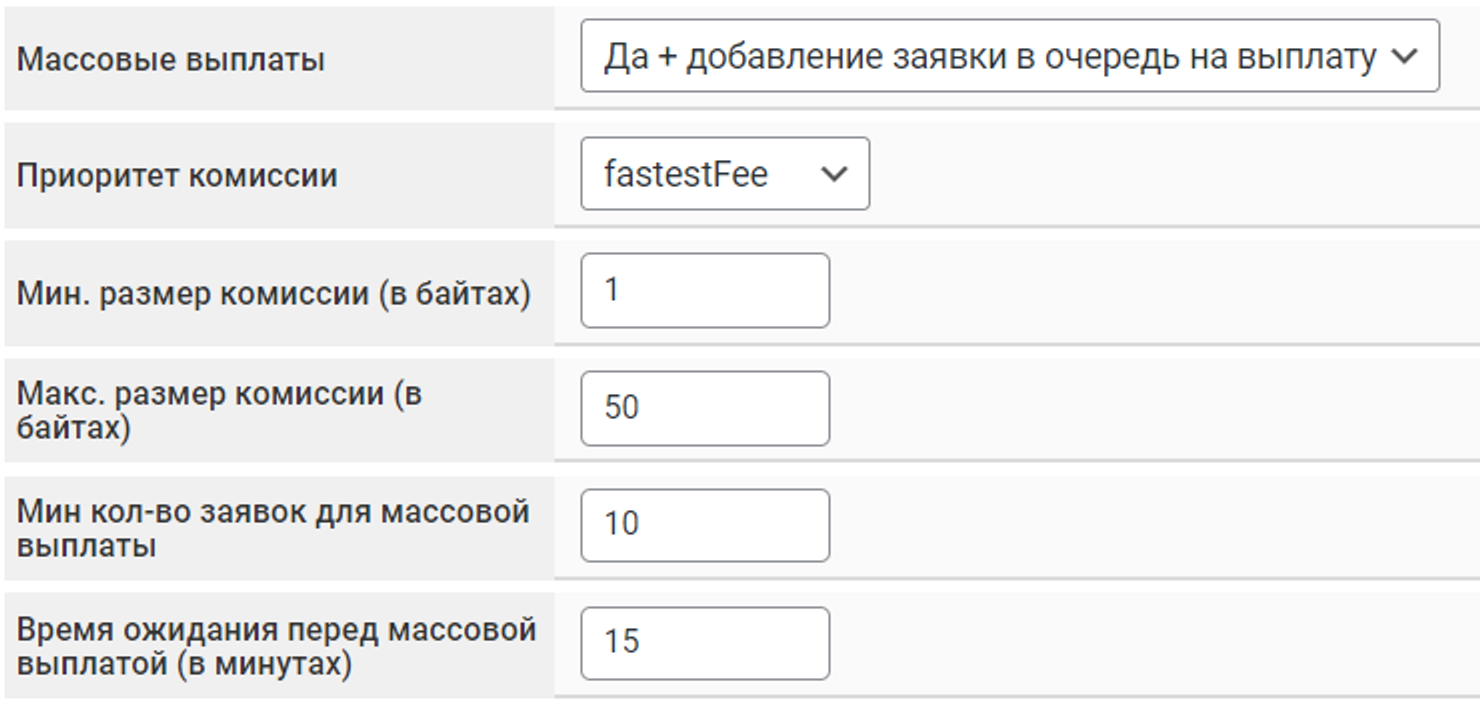 Массовые выплаты
Да + добавление заявки в очередь на выплату
Приоритет комиссии
fastestFee
Мин. размер комиссии (в байтах)
1
Макс. размер комиссии (в
байтах)
50
Мин кол-во заявок для массовой
выплаты
10
Время ожидания перед массовой
выплатой (в минутах)
15